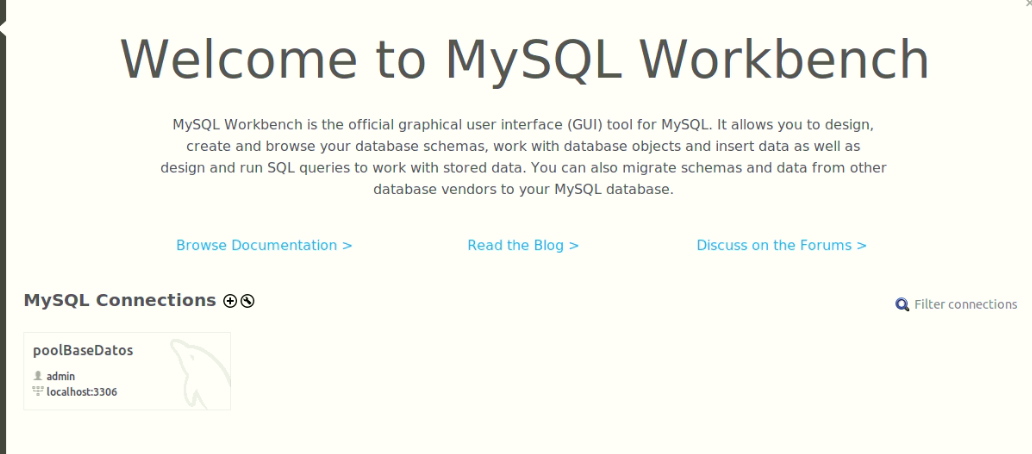 Welcome to MySQL Workbench
MySQL Workbench is the official graphical user interface (GUI) tool for MySQL. It allows you to design,
create and browse your database schemas, work with database objects and insert data as well as
design and run SQL queries to work with stored data. You can also migrate schemas and data from other
database vendors to your MySQL database.
Browse Documentation >
Read the Blog >
Discuss on the Forums >
MySQL Connections
Filter connections
poolBaseDatos
admin
localhost:3306